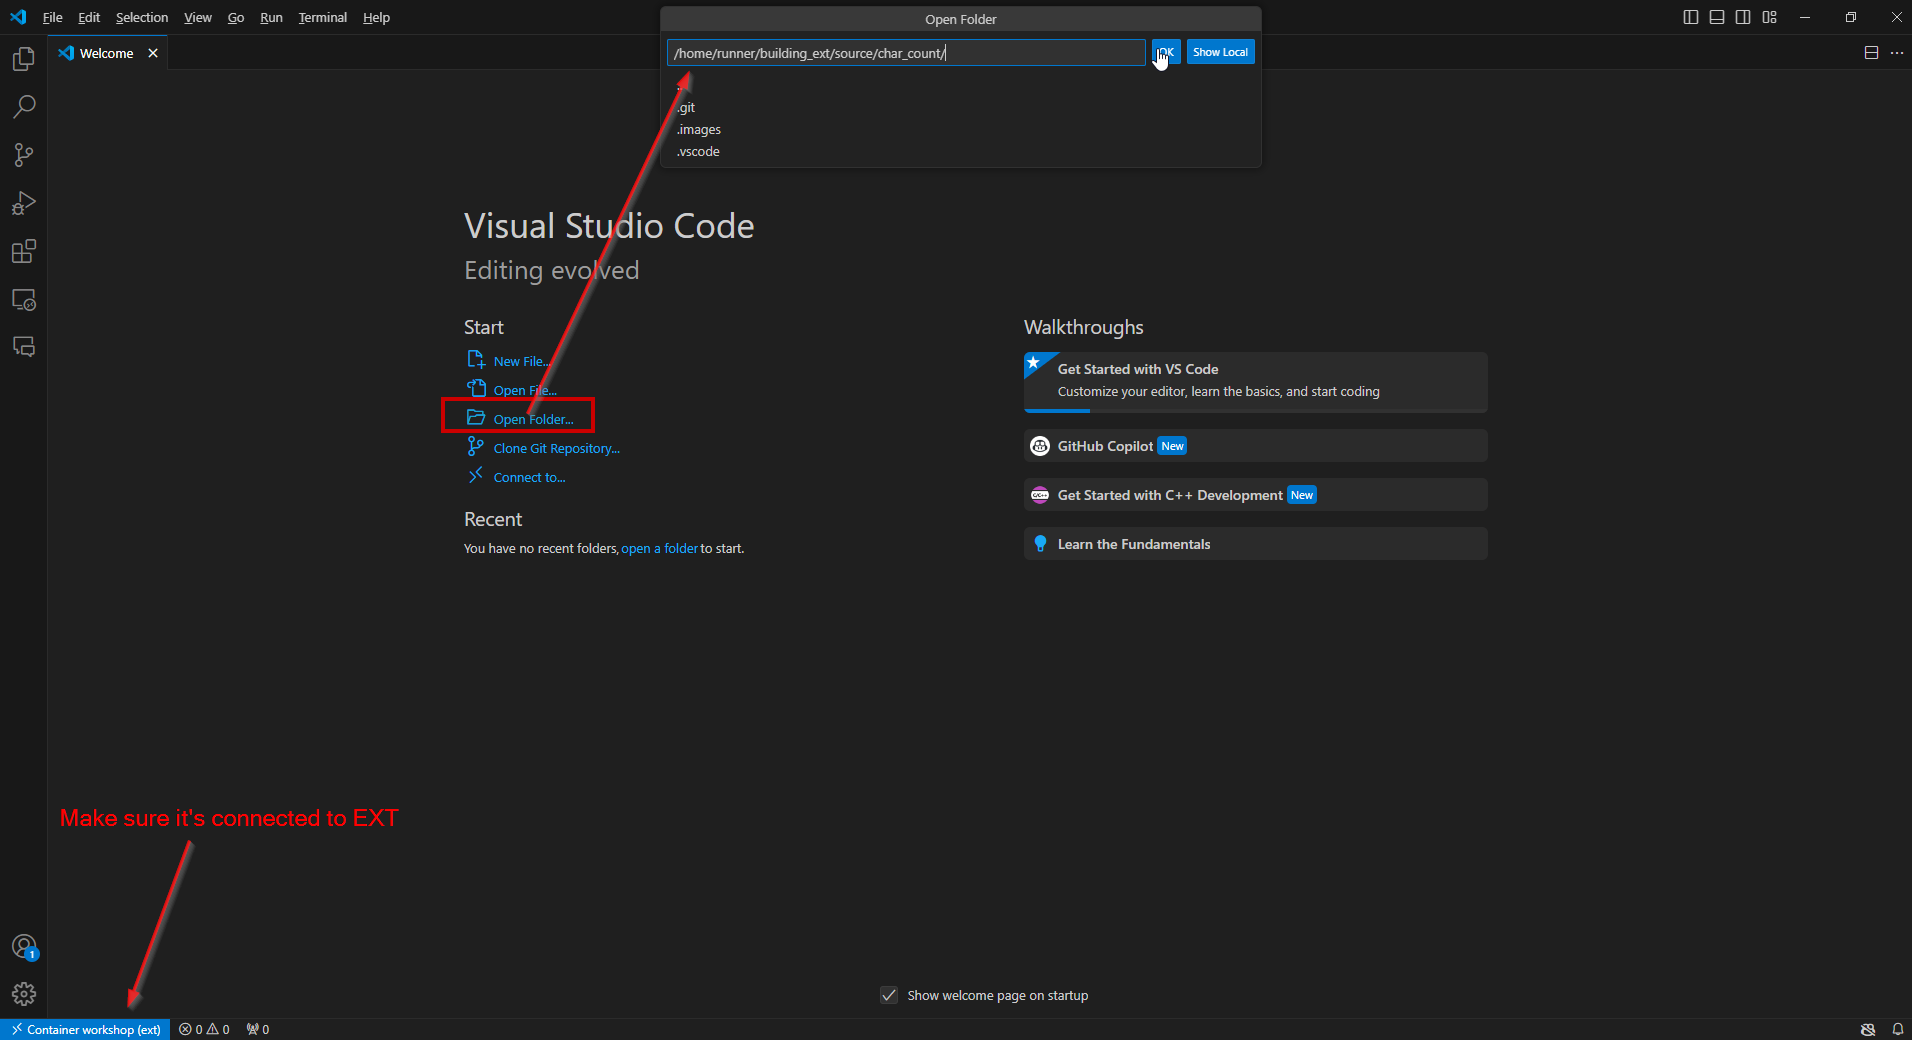 File Edit Selection View Go Run Terminal Help
Open Folder
Welcome
/home/runner/building_ext/source/char_count/
OK
Show Local
.git
.images
.vscode
Visual Studio Code
Editing evolved
Start
New File...
Open File...
Open Folder...
Clone Git Repository...
Connect to...
Recent
You have no recent folders, open a folder to start.
Walkthroughs
Get Started with VS Code
Customize your editor, learn the basics, and start coding
GitHub Copilot New
C/C++
Get Started with C++ Development New
Learn the Fundamentals
Make sure it's connected to EXT
1
Show welcome page on startup
Container workshop (ext) 0 0 0